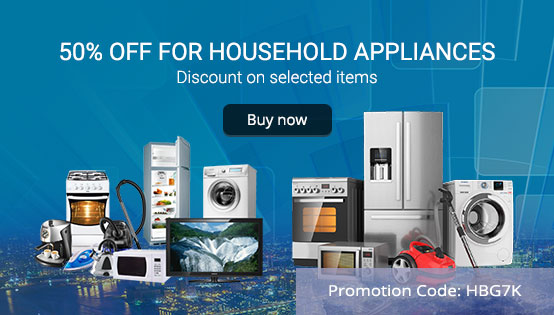 50% OFF FOR HOUSEHOLD APPLIANCES
Discount on selected items
Buy now
Promotion Code: HBG7K